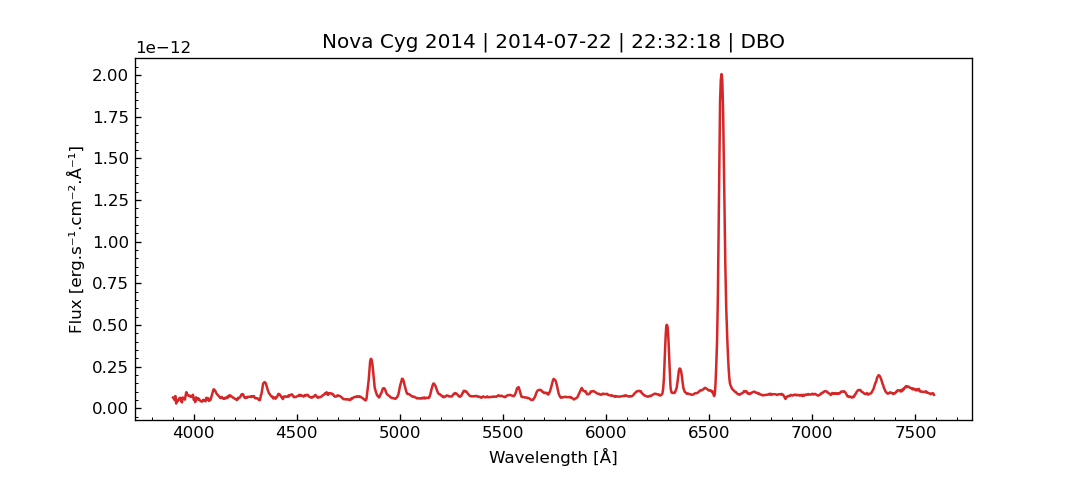 Nova Cyg 2014 | 2014-07-22 | 22:32:18 | DBO
1e−12
2.00
1.75
1.50
1.25
1.00
0.75
0.50
0.25
0.00
Flux [erg.s⁻¹.cm⁻².Å⁻¹]
4000 4500 5000 5500 6000 6500 7000 7500
Wavelength [Å]